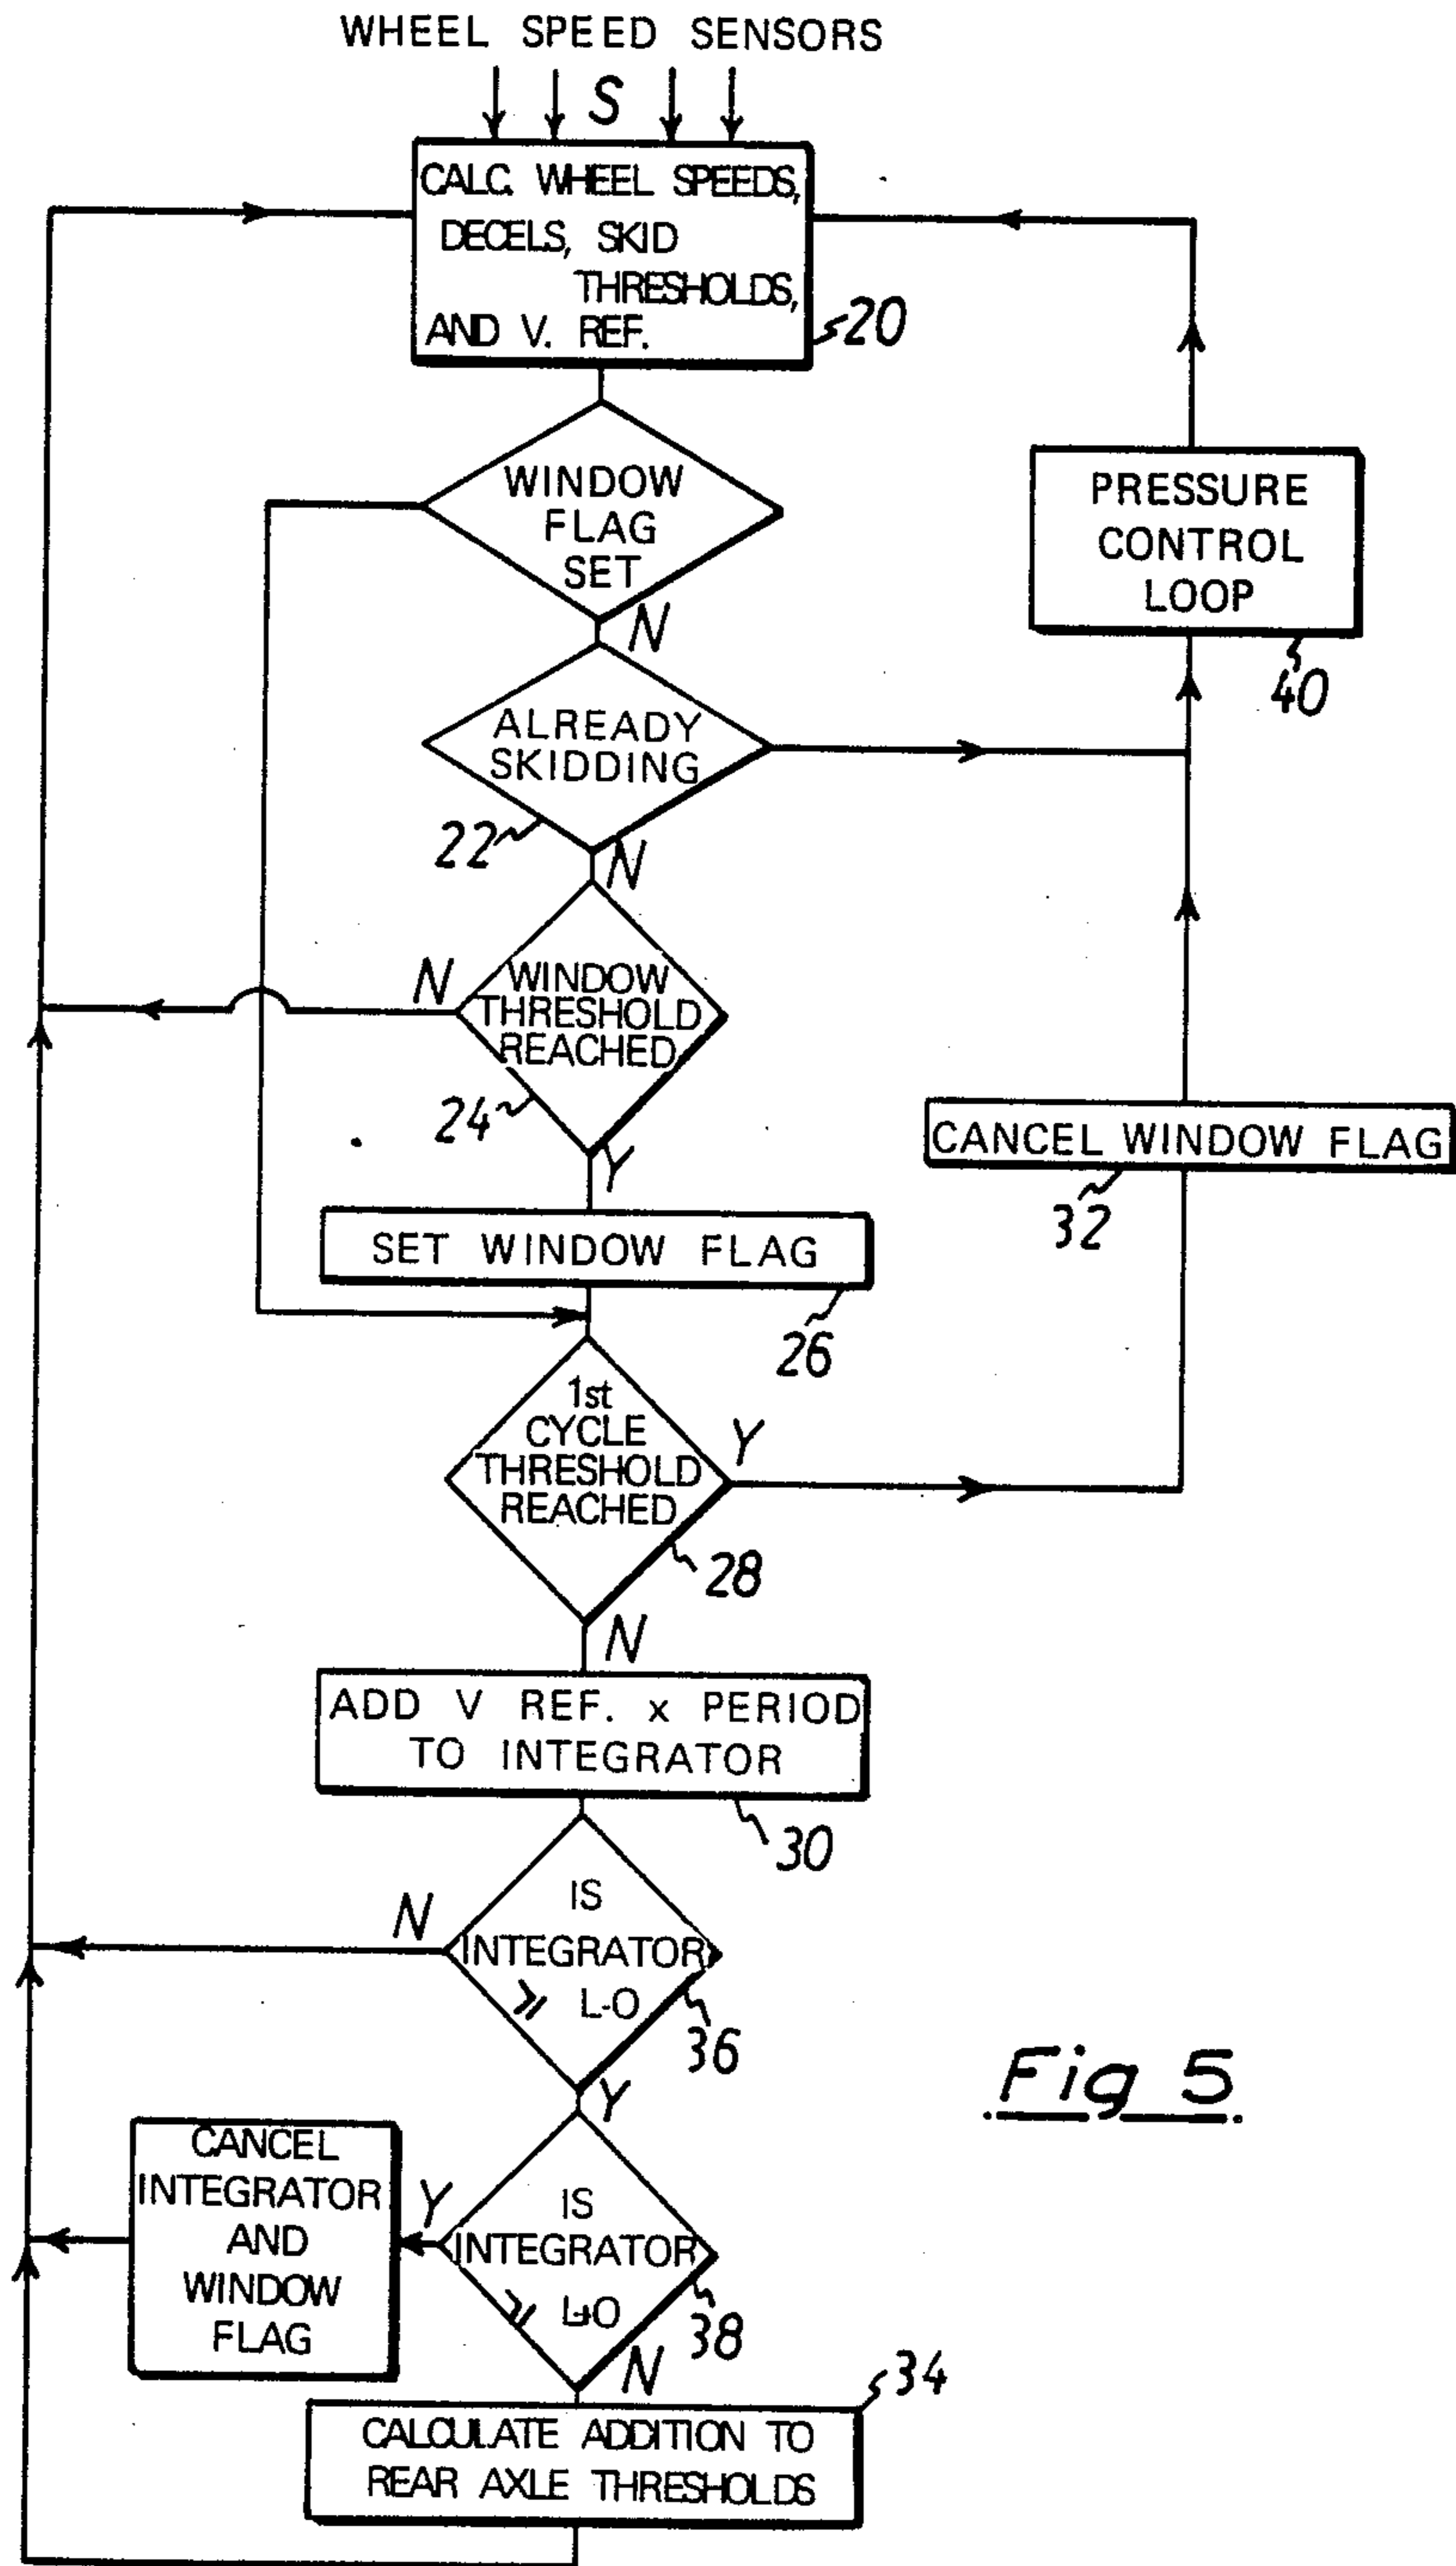 WHEEL SPEED SENSORS
S
CALC. WHEEL SPEEDS,
DECELS, SKID
THRESHOLDS,
AND V. REF.
20
WINDOW
FLAG
SET
N
PRESSURE
CONTROL
LOOP
40
ALREADY
SKIDDING
22
N
N
WINDOW
THRESHOLD
REACHED
24
Y
CANCEL WINDOW FLAG
32
SET WINDOW FLAG
26
1st
CYCLE
THRESHOLD
REACHED
Y
28
N
ADD V REF. x PERIOD
TO INTEGRATOR
30
N
IS
INTEGRATOR
⩾ L-O
36
Y
Fig 5
CANCEL
INTEGRATOR
AND
WINDOW
FLAG
Y
IS
INTEGRATOR
⩾ L+O
38
N
34
CALCULATE ADDITION TO
REAR AXLE THRESHOLDS